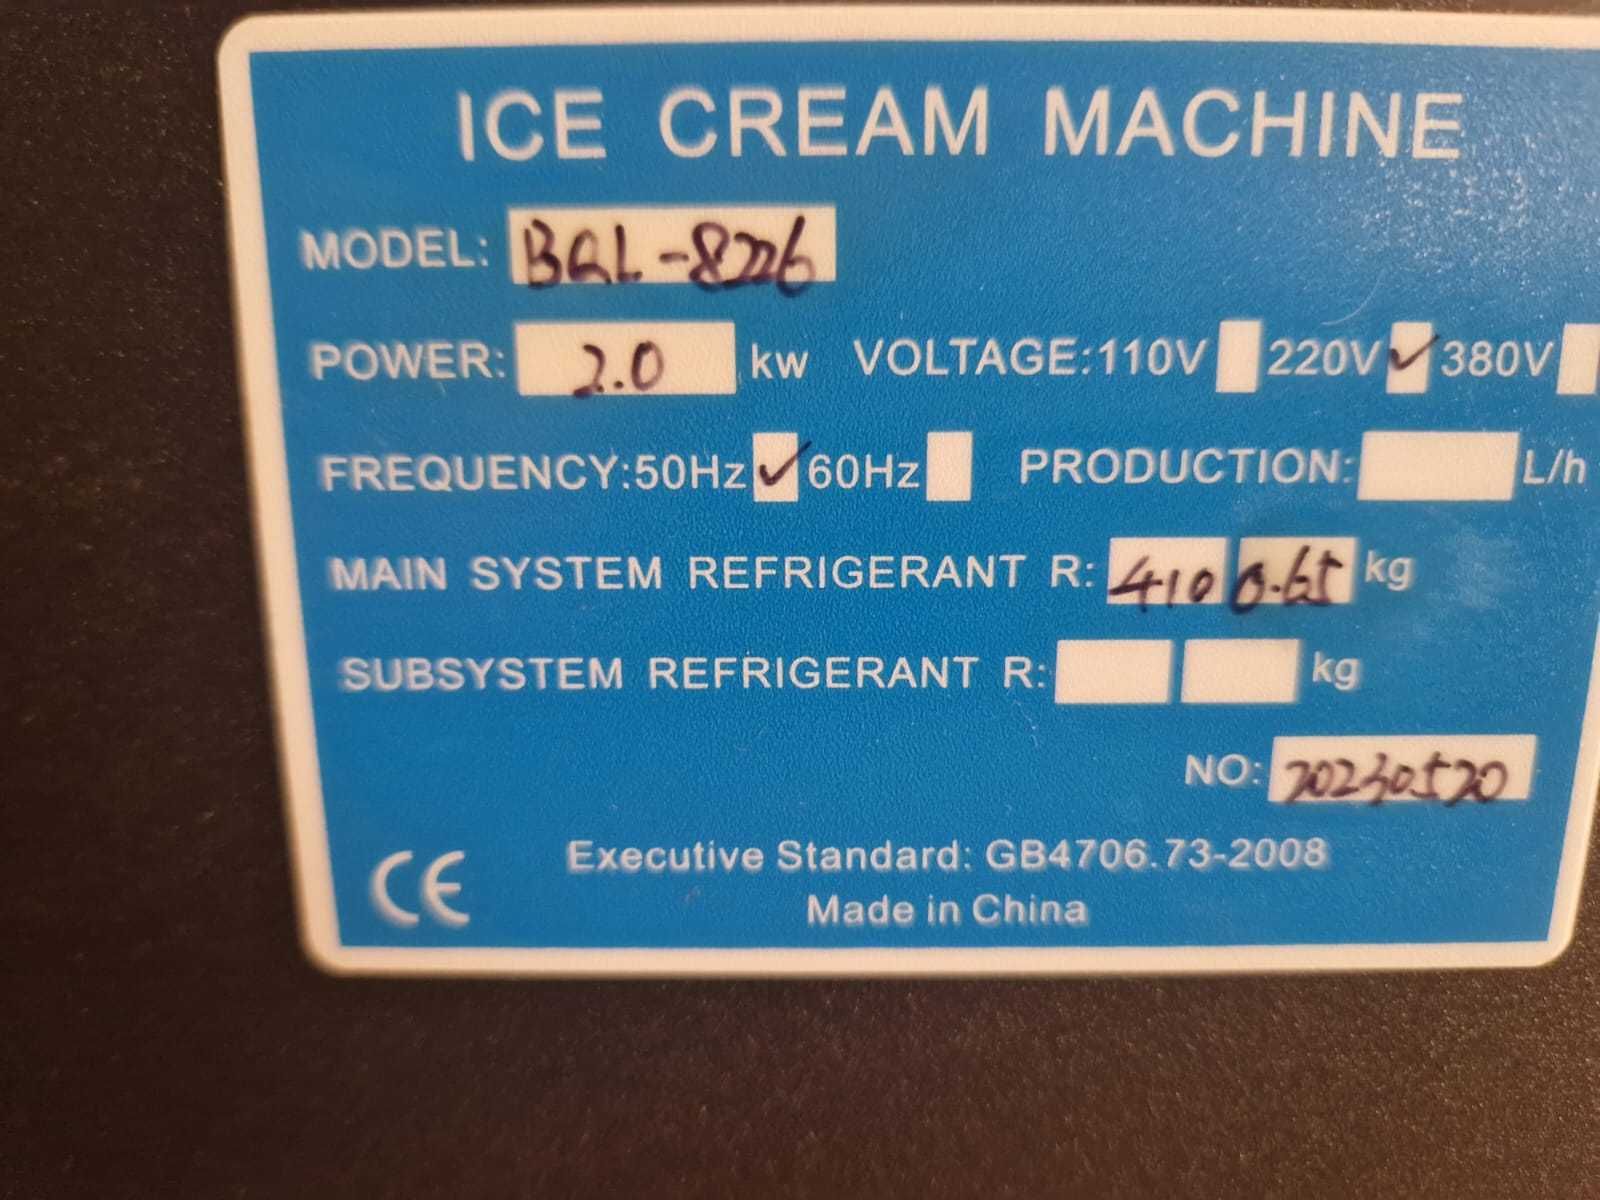 ICE CREAM MACHINE
MODEL: BQL-8226
POWER: 2.0 kw VOLTAGE:110V 220V ✓ 380V
FREQUENCY:50Hz ✓ 60Hz PRODUCTION: L/h
MAIN SYSTEM REFRIGERANT R: 410 0.65 kg
SUBSYSTEM REFRIGERANT R: kg
NO: 20230520
CE Executive Standard: GB4706.73-2008
Made in China